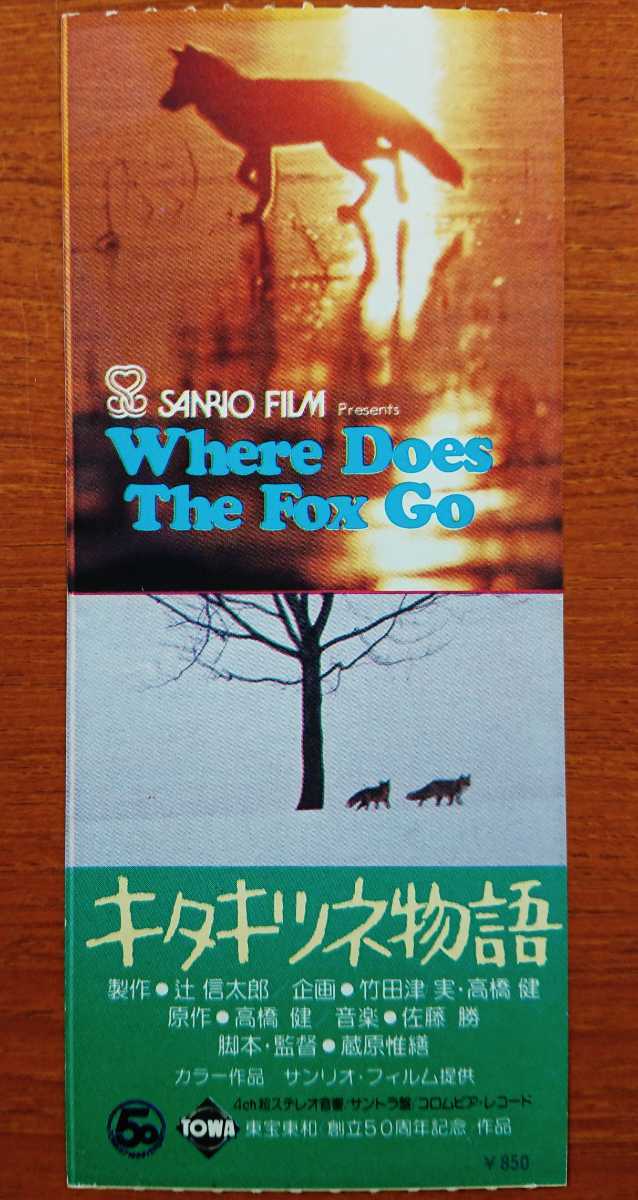 SANRIO FILM Presents
Where Does
The Fox Go
キタキツネ物語
製作●辻 信太郎／企画●竹田津 実・高橋 健
原作●高橋 健／音楽●佐藤 勝
脚本・監督●蔵原惟繕
カラー作品 サンリオ・フィルム提供
4ch超ステレオ音響/サントラ盤/コロムビア・レコード
50 TOWA 東宝東和 創立50周年記念 作品
￥850